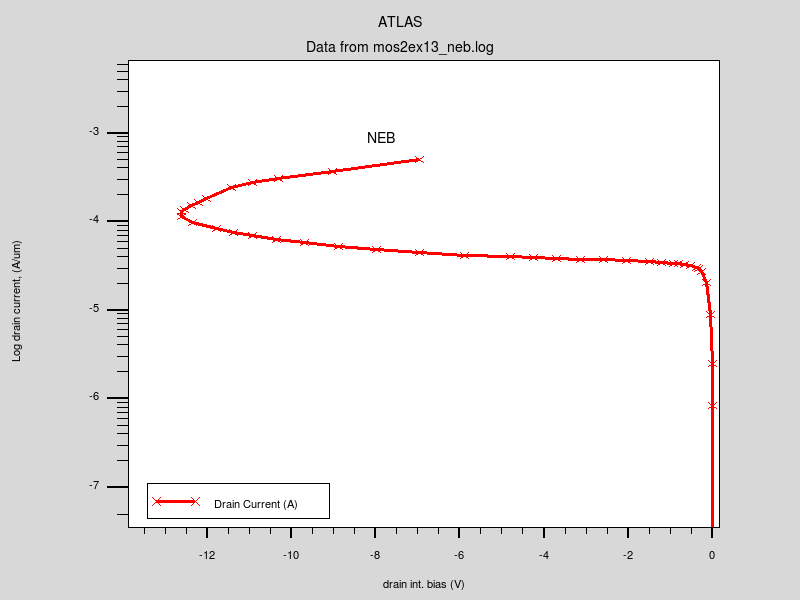 ATLAS
Data from mos2ex13_neb.log
NEB
-3
-4
-5
-6
-7
Log drain current, (A/um)
Drain Current (A)
-12
-10
-8
-6
-4
-2
0
drain int. bias (V)